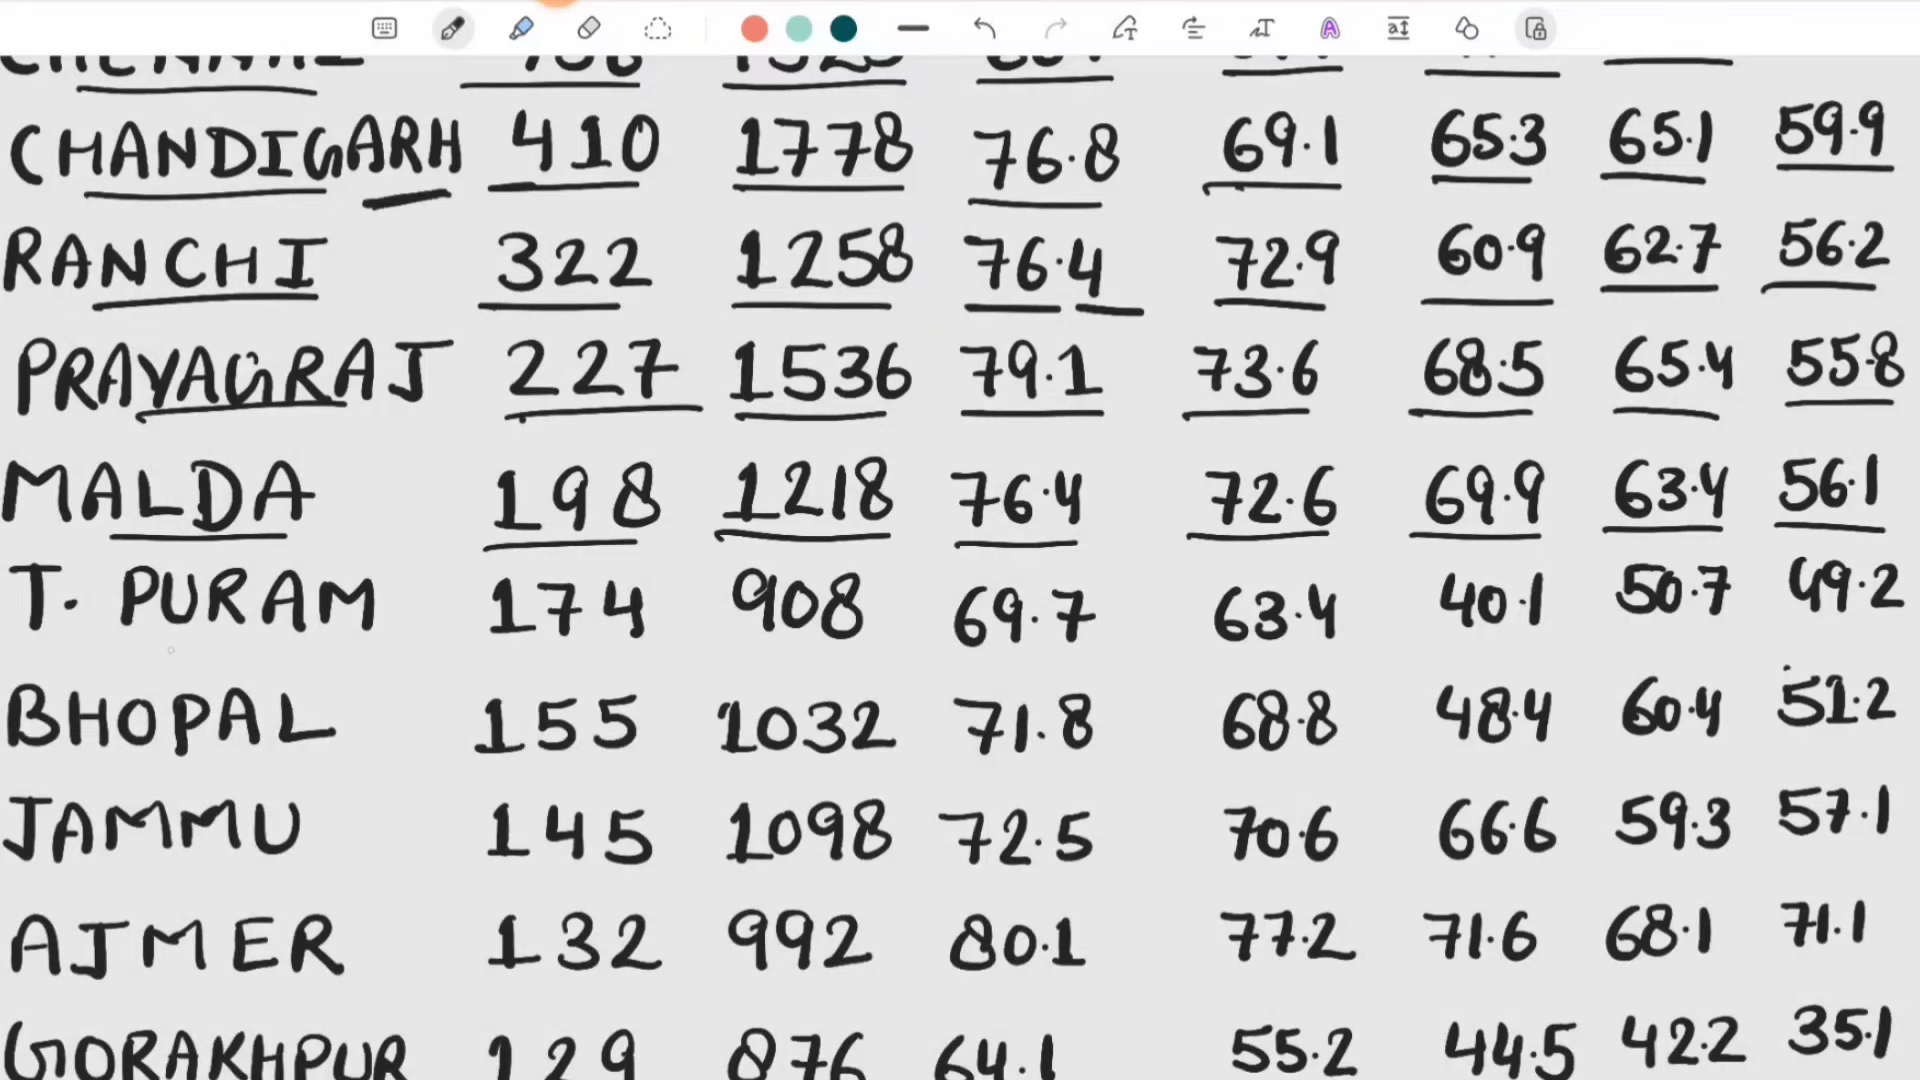 CHANDIGARH 410 1778 76.8 69.1 65.3 65.1 59.9
RANCHI 322 1258 76.4 72.9 60.9 62.7 56.2
PRAYAGRAJ 227 1536 79.1 73.6 68.5 65.4 55.8
MALDA 198 1218 76.4 72.6 69.9 63.4 56.1
T. PURAM 174 908 69.7 63.4 40.1 50.7 49.2
BHOPAL 155 1032 71.8 68.8 48.4 60.4 51.2
JAMMU 145 1098 72.5 70.6 66.6 59.3 57.1
AJMER 132 992 80.1 77.2 71.6 68.1 71.1
GORAKHPUR 129 876 64.1 55.2 44.5 42.2 35.1